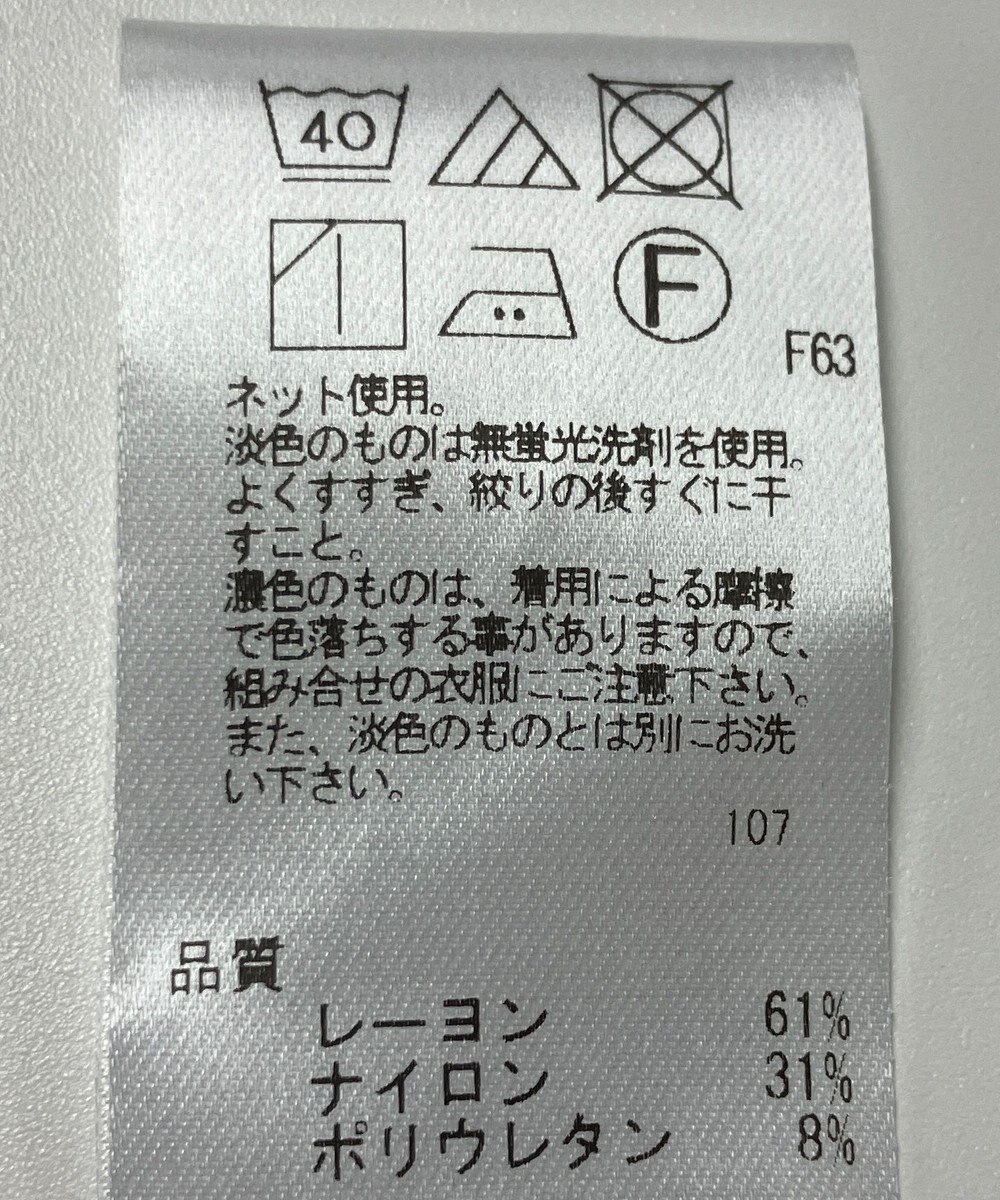 40
F
F63
ネット使用。
淡色のものは無蛍光洗剤を使用。
よくすすぎ、絞りの後すぐに干
すこと。
濃色のものは、着用による摩擦
で色落ちする事がありますので、
組み合せの衣服にご注意下さい。
また、淡色のものとは別にお洗
い下さい。
107
品質
レーヨン 61%
ナイロン 31%
ポリウレタン 8%